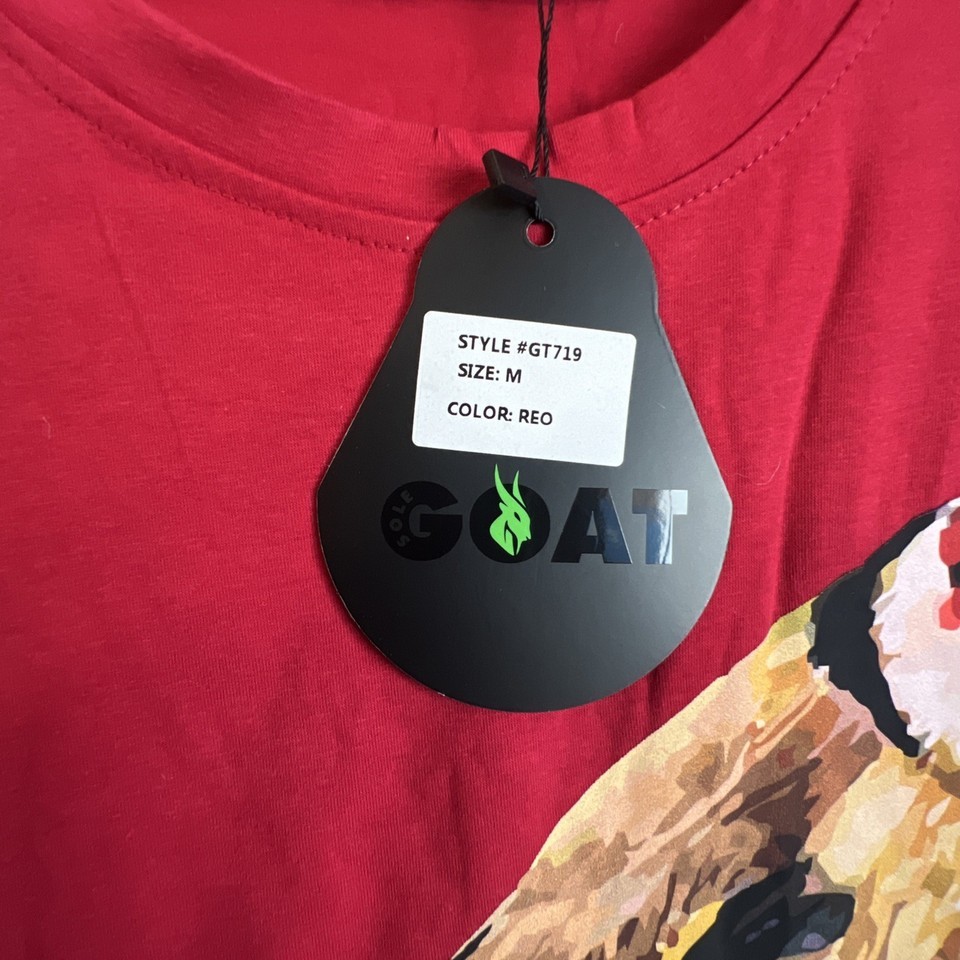 STYLE #GT719
SIZE: M
COLOR: REO
SOLE
GOAT